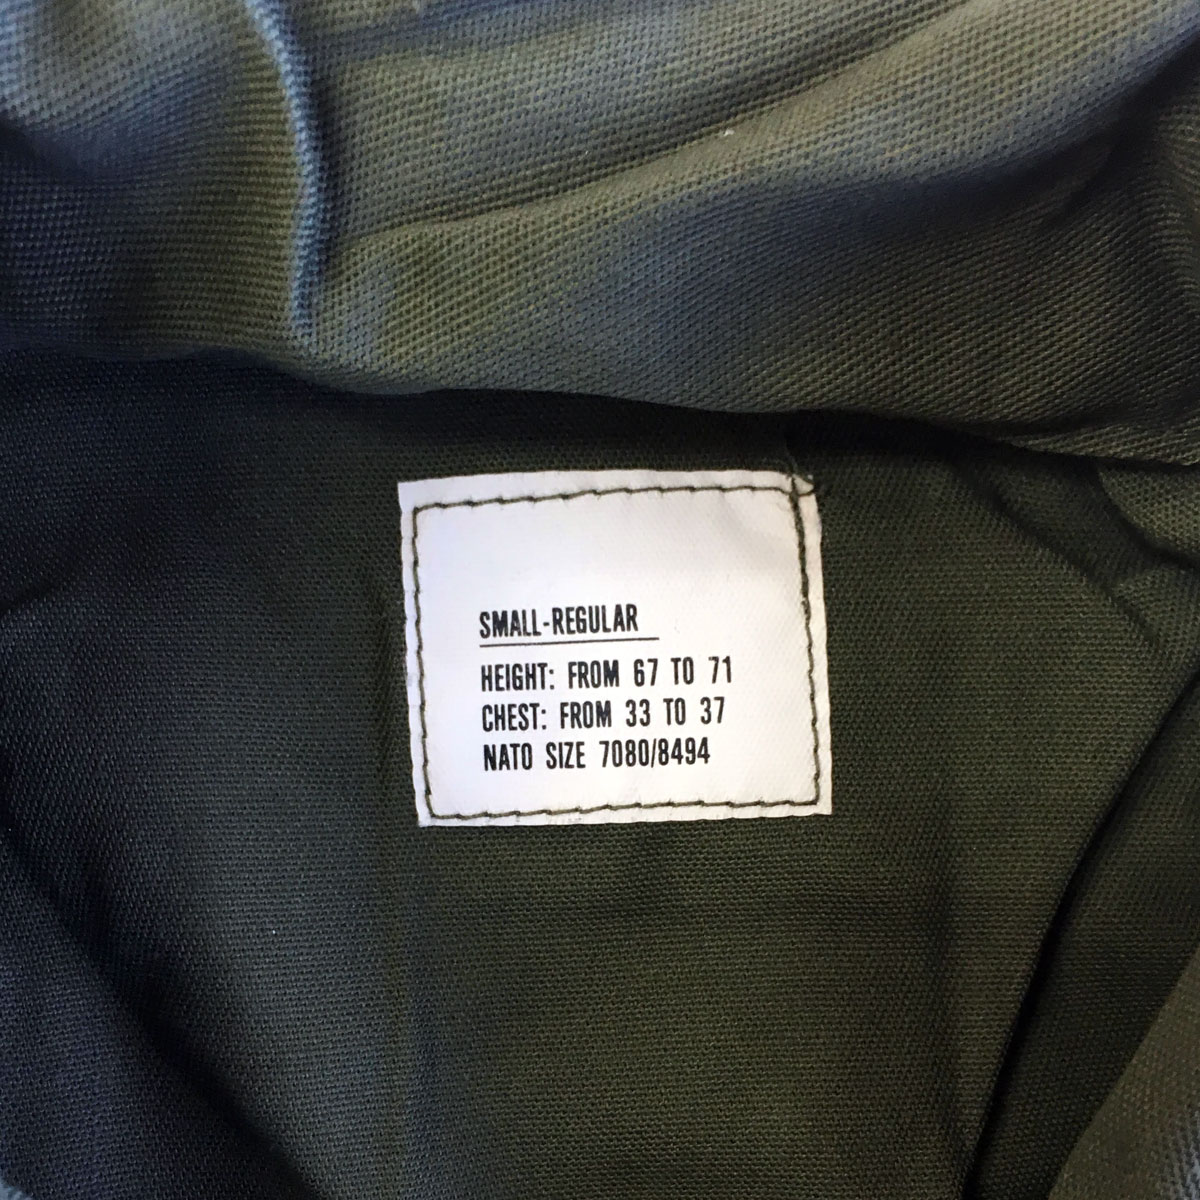 SMALL-REGULAR
HEIGHT: FROM 67 TO 71
CHEST: FROM 33 TO 37
NATO SIZE 7080/8494